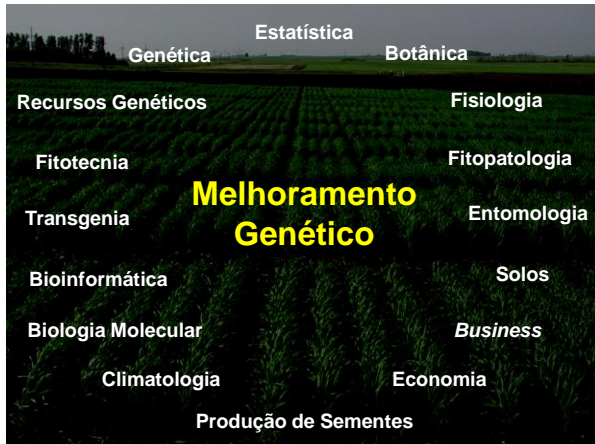 Estatística
Genética
Botânica
Recursos Genéticos
Fisiologia
Fitotecnia
Fitopatologia
Melhoramento
Genético
Transgenia
Entomologia
Bioinformática
Solos
Biologia Molecular
Business
Climatologia
Economia
Produção de Sementes